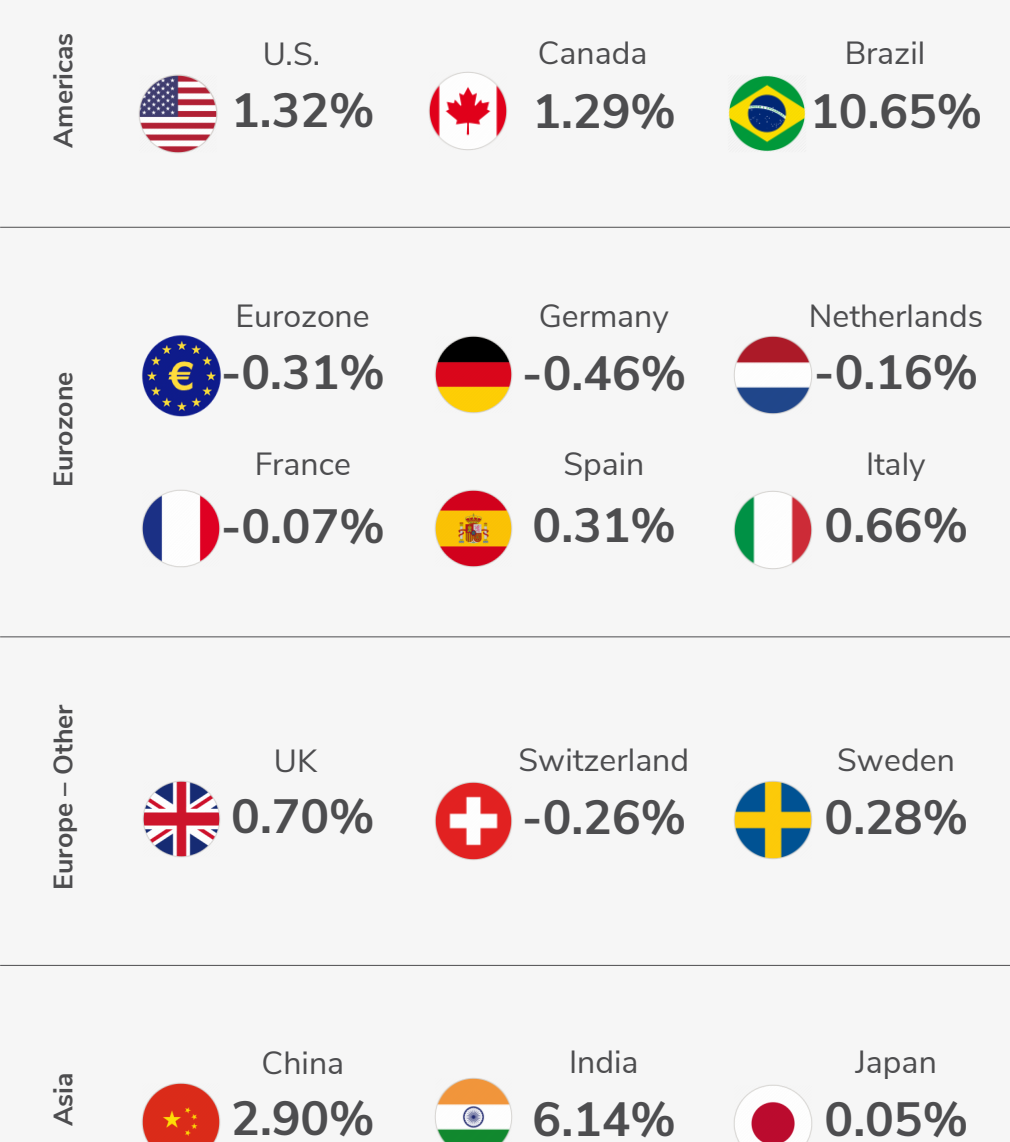 Americas
U.S.
Canada
Brazil
1.32%
1.29%
10.65%
Eurozone
Eurozone
Germany
Netherlands
€
-0.31%
-0.46%
-0.16%
France
Spain
Italy
-0.07%
0.31%
0.66%
Europe – Other
UK
Switzerland
Sweden
0.70%
-0.26%
0.28%
Asia
China
India
Japan
2.90%
6.14%
0.05%